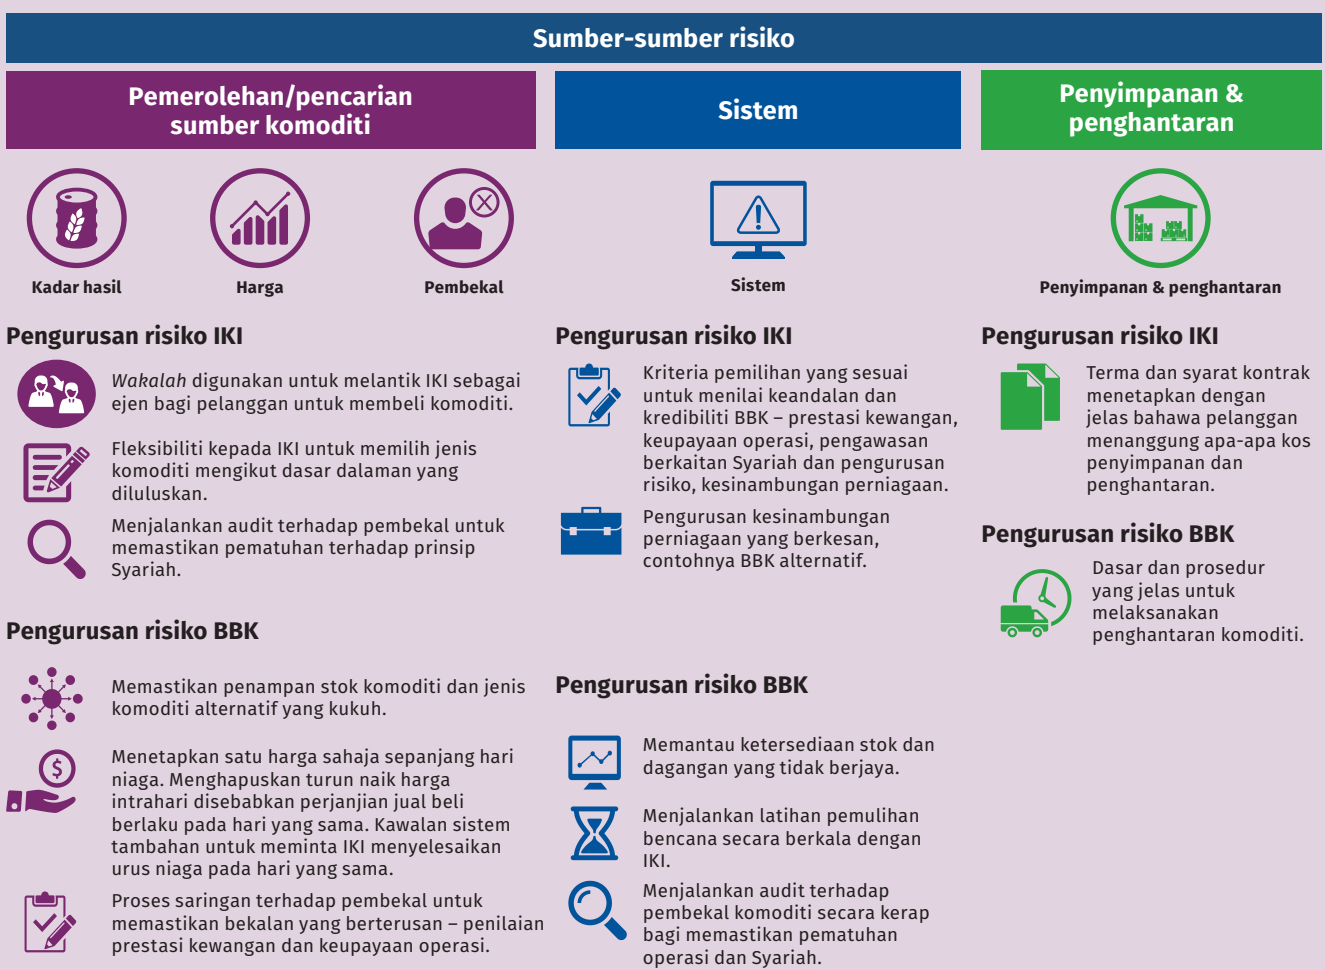 Sumber-sumber risiko
Pemerolehan/pencarian
sumber komoditi
Kadar hasil
Harga
Pembekal
Pengurusan risiko IKI
Wakalah digunakan untuk melantik IKI sebagai
ejen bagi pelanggan untuk membeli komoditi.
Fleksibiliti kepada IKI untuk memilih jenis
komoditi mengikut dasar dalaman yang
diluluskan.
Menjalankan audit terhadap pembekal untuk
memastikan pematuhan terhadap prinsip
Syariah.
Pengurusan risiko BBK
Memastikan penampan stok komoditi dan jenis
komoditi alternatif yang kukuh.
$
Menetapkan satu harga sahaja sepanjang hari
niaga. Menghapuskan turun naik harga
intrahari disebabkan perjanjian jual beli
berlaku pada hari yang sama. Kawalan sistem
tambahan untuk meminta IKI menyelesaikan
urus niaga pada hari yang sama.
Proses saringan terhadap pembekal untuk
memastikan bekalan yang berterusan – penilaian
prestasi kewangan dan keupayaan operasi.
Sistem
Sistem
Pengurusan risiko IKI
Kriteria pemilihan yang sesuai
untuk menilai keandalan dan
kredibiliti BBK – prestasi kewangan,
keupayaan operasi, pengawasan
berkaitan Syariah dan pengurusan
risiko, kesinambungan perniagaan.
Pengurusan kesinambungan
perniagaan yang berkesan,
contohnya BBK alternatif.
Pengurusan risiko BBK
Memantau ketersediaan stok dan
dagangan yang tidak berjaya.
Menjalankan latihan pemulihan
bencana secara berkala dengan
IKI.
Menjalankan audit terhadap
pembekal komoditi secara kerap
bagi memastikan pematuhan
operasi dan Syariah.
Penyimpanan &
penghantaran
Penyimpanan & penghantaran
Pengurusan risiko IKI
Terma dan syarat kontrak
menetapkan dengan
jelas bahawa pelanggan
menanggung apa-apa kos
penyimpanan dan
penghantaran.
Pengurusan risiko BBK
Dasar dan prosedur
yang jelas untuk
melaksanakan
penghantaran komoditi.